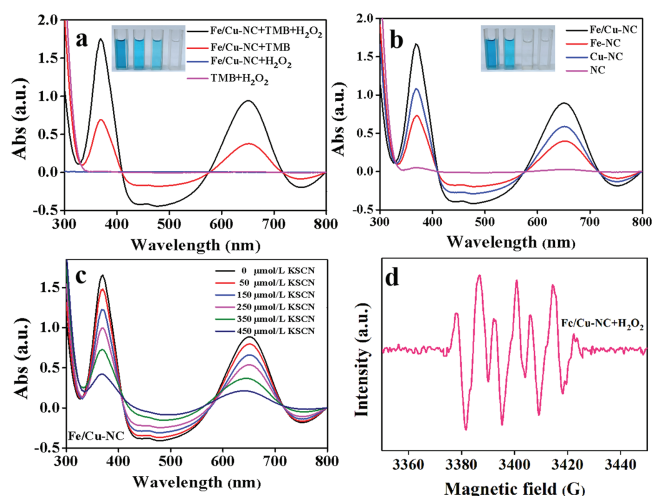 a
Fe/Cu-NC+TMB+H2O2
Fe/Cu-NC+TMB
Fe/Cu-NC+H2O2
TMB+H2O2
Abs (a.u.)
2.0
1.5
1.0
0.5
0.0
-0.5
300 400 500 600 700 800
Wavelength (nm)
b
Fe/Cu-NC
Fe-NC
Cu-NC
NC
Abs (a.u.)
2.0
1.5
1.0
0.5
0.0
-0.5
300 400 500 600 700 800
Wavelength (nm)
c
0 μmol/L KSCN
50 μmol/L KSCN
150 μmol/L KSCN
250 μmol/L KSCN
350 μmol/L KSCN
450 μmol/L KSCN
Abs (a.u.)
1.5
1.0
0.5
0.0
-0.5
Fe/Cu-NC
300 400 500 600 700 800
Wavelength (nm)
d
Fe/Cu-NC+H2O2
Intensity (a.u.)
3360 3380 3400 3420 3440
Magnetic field (G)